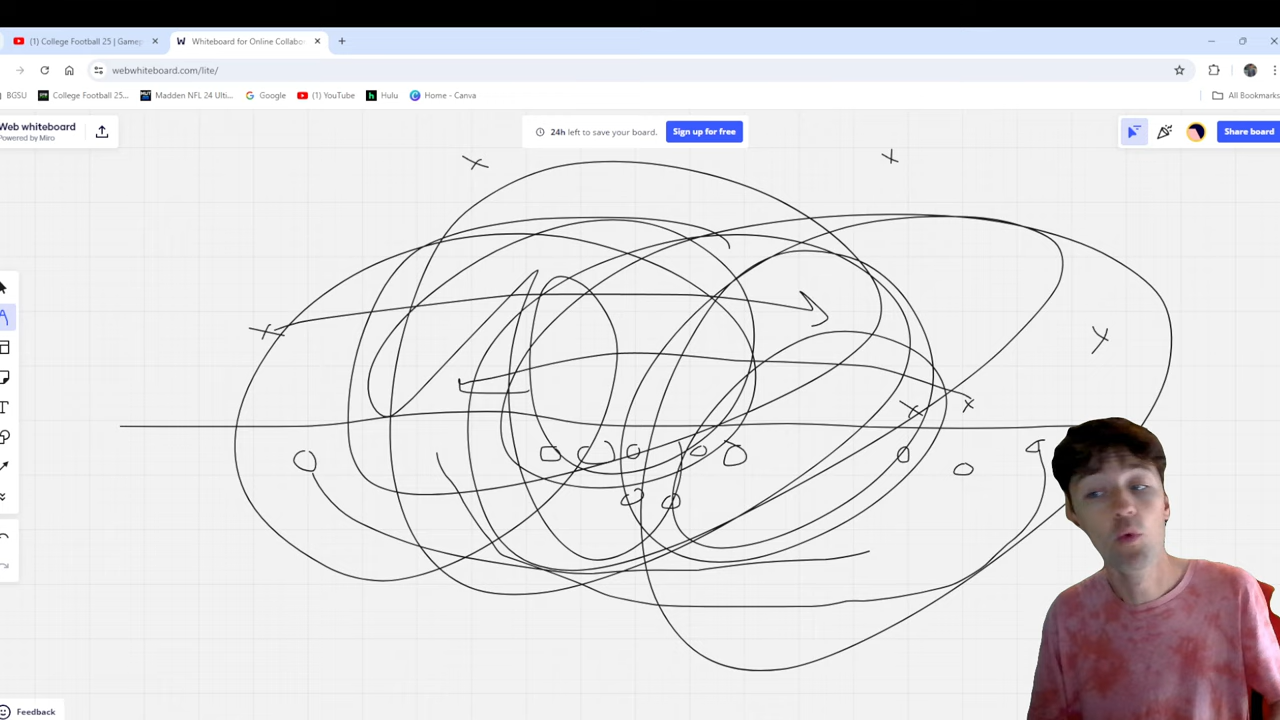 (1) College Football 25 | Gamep
Whiteboard for Online Collabo
webwhiteboard.com/lite/
BGSU
College Football 25...
Madden NFL 24 Ulti...
Google
(1) YouTube
Hulu
Home - Canva
All Bookmarks
Web whiteboard
Powered by Miro
24h left to save your board.
Sign up for free
Share board
Feedback